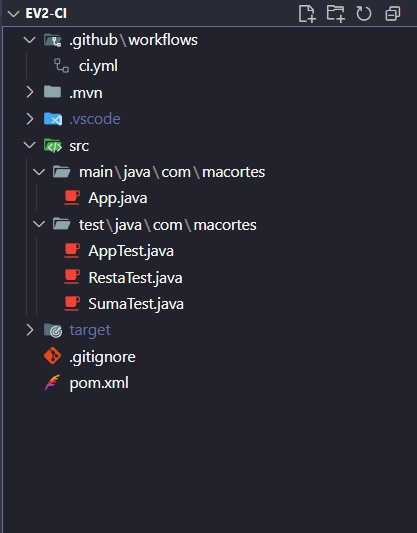 EV2-CI
.github\workflows
ci.yml
.mvn
.vscode
src
main\java\com\macortes
App.java
test\java\com\macortes
AppTest.java
RestaTest.java
SumaTest.java
target
.gitignore
pom.xml